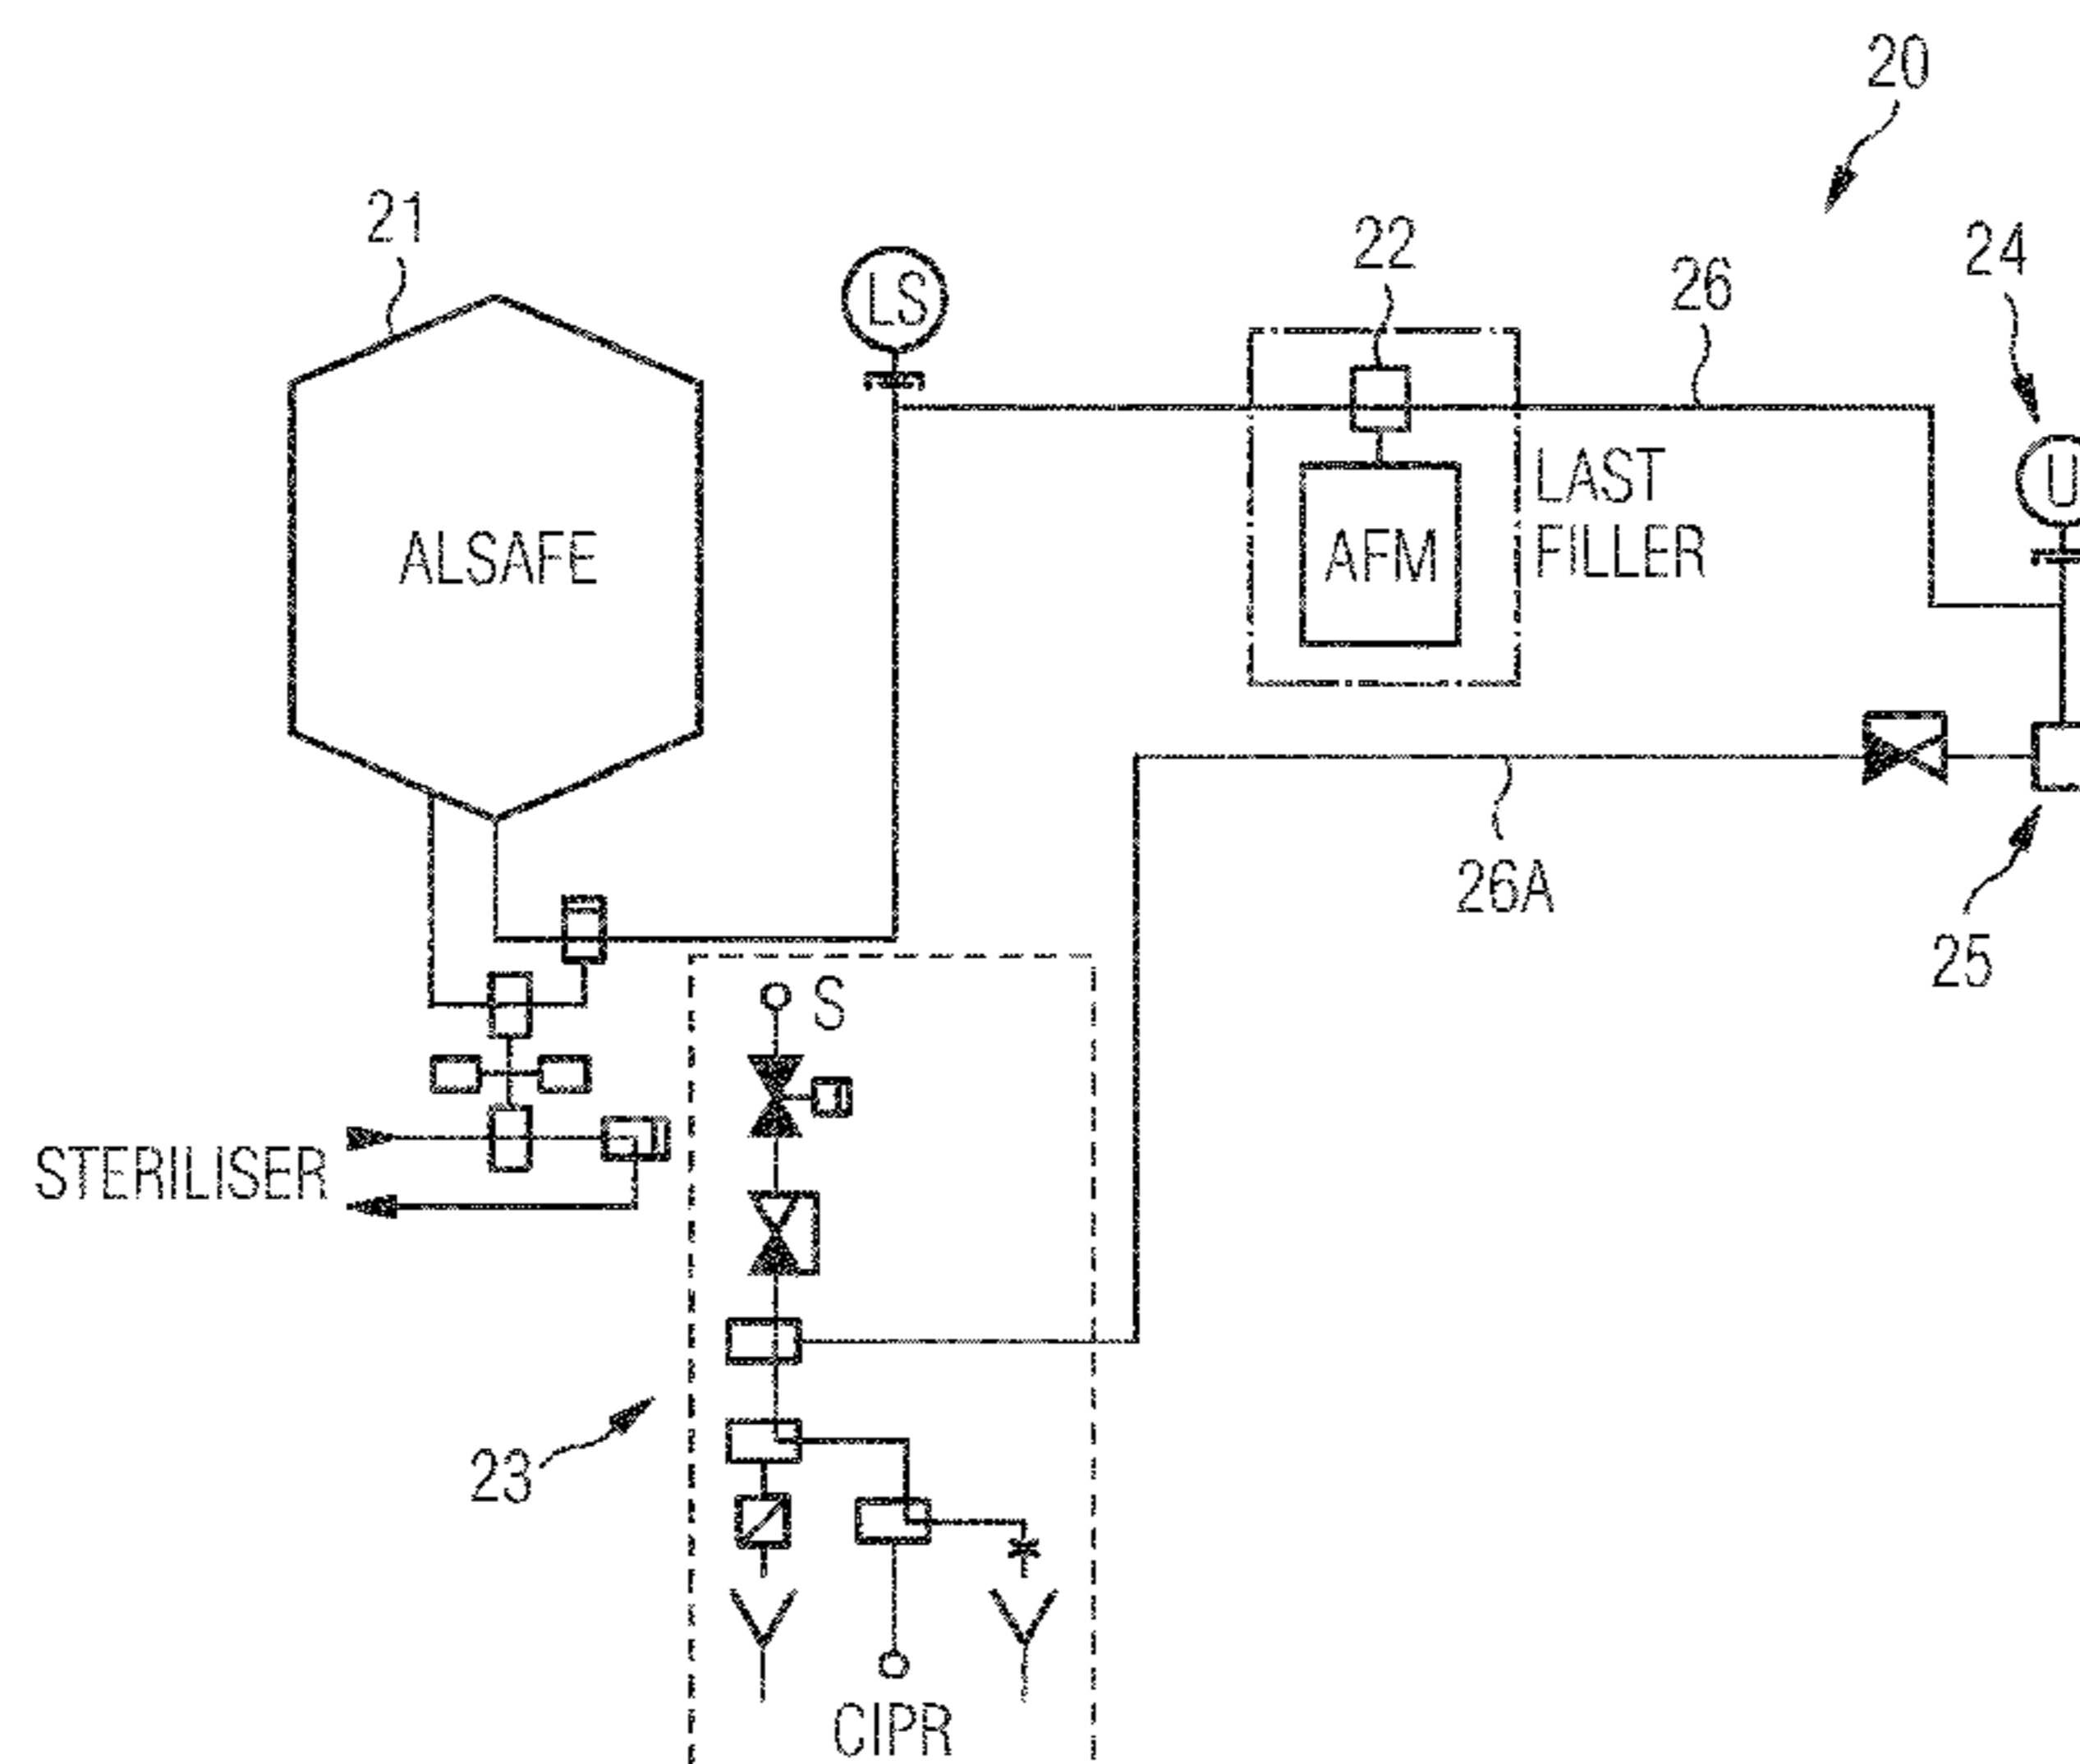 20
21
22
24
LS
26
U
LAST
FILLER
ALSAFE
AFM
26A
25
S
STERILISER
23
CIPR